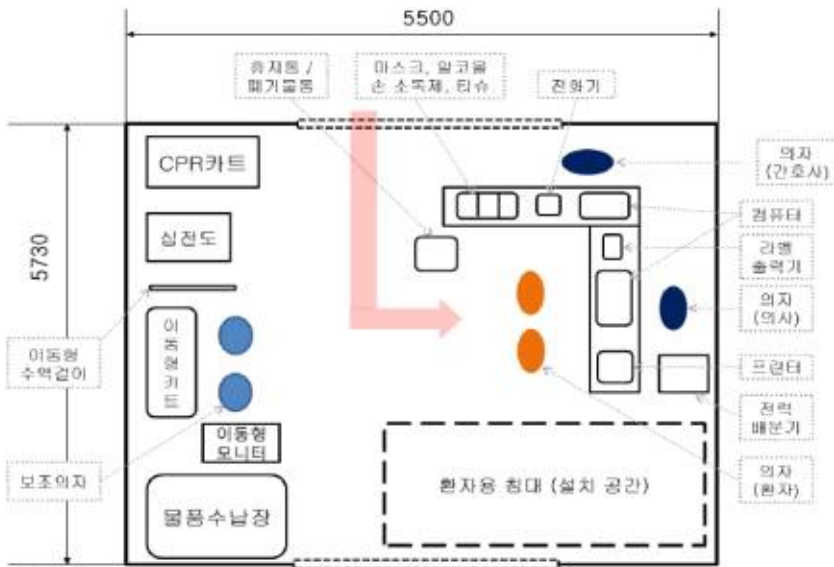 5500
휴지통 /
폐기물통
마스크, 알코올
손 소독제, 티슈
전화기
CPR카트
의자
(간호사)
심전도
컴퓨터
라벨
출력기
5730
이동형
수액걸이
이동형카트
의자
(의사)
프린터
이동형
모니터
전력
배분기
보조의자
물품수납장
환자용 침대 (설치 공간)
의자
(환자)